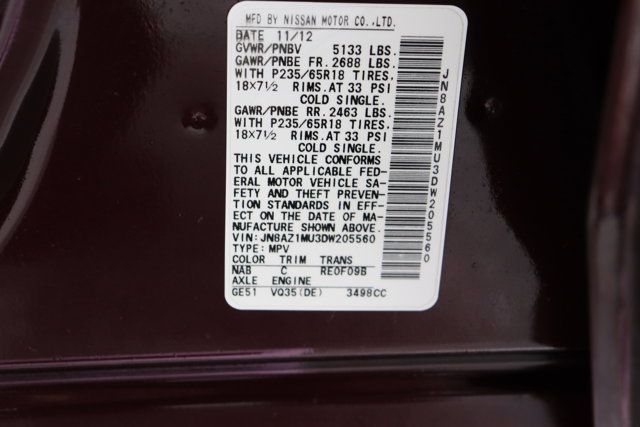 MFD BY NISSAN MOTOR CO.,LTD.
DATE 11/12
GVWR/PNBV 5133 LBS.
GAWR/PNBE FR. 2688 LBS.
WITH P235/65R18 TIRES.
18X7½ RIMS.AT 33 PSI
COLD SINGLE.
GAWR/PNBE RR. 2463 LBS.
WITH P235/65R18 TIRES.
18X7½ RIMS.AT 33 PSI
COLD SINGLE.
THIS VEHICLE CONFORMS
TO ALL APPLICABLE FED-
ERAL MOTOR VEHICLE SA-
FETY AND THEFT PREVEN-
TION STANDARDS IN EFF-
ECT ON THE DATE OF MA-
NUFACTURE SHOWN ABOVE.
VIN: JN8AZ1MU3DW205560
TYPE: MPV
COLOR TRIM TRANS
NAB C RE0F09B
AXLE ENGINE
GE51 VQ35(DE) 3498CC
JN8AZ1MU3DW205560